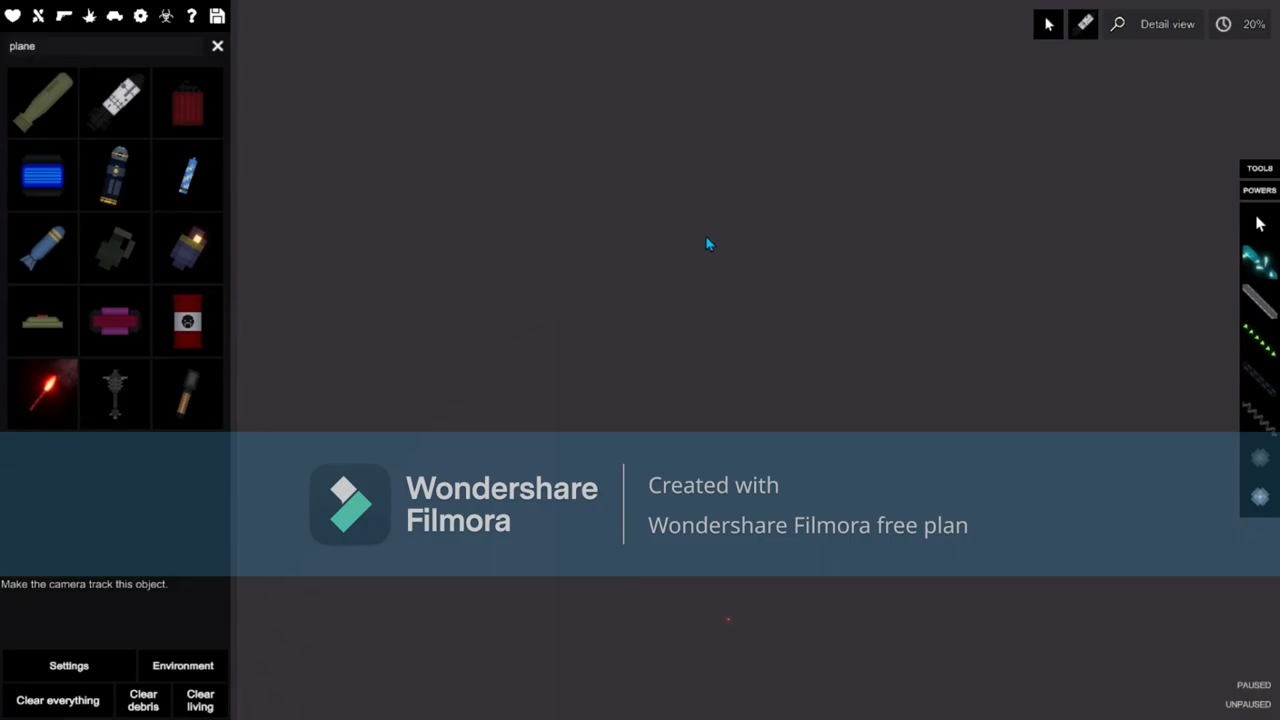 Detail view
20%
plane
TOOLS
POWERS
Wondershare
Filmora
Created with
Wondershare Filmora free plan
Make the camera track this object.
Settings
Environment
Clear everything
Clear
debris
Clear
living
PAUSED
UNPAUSED